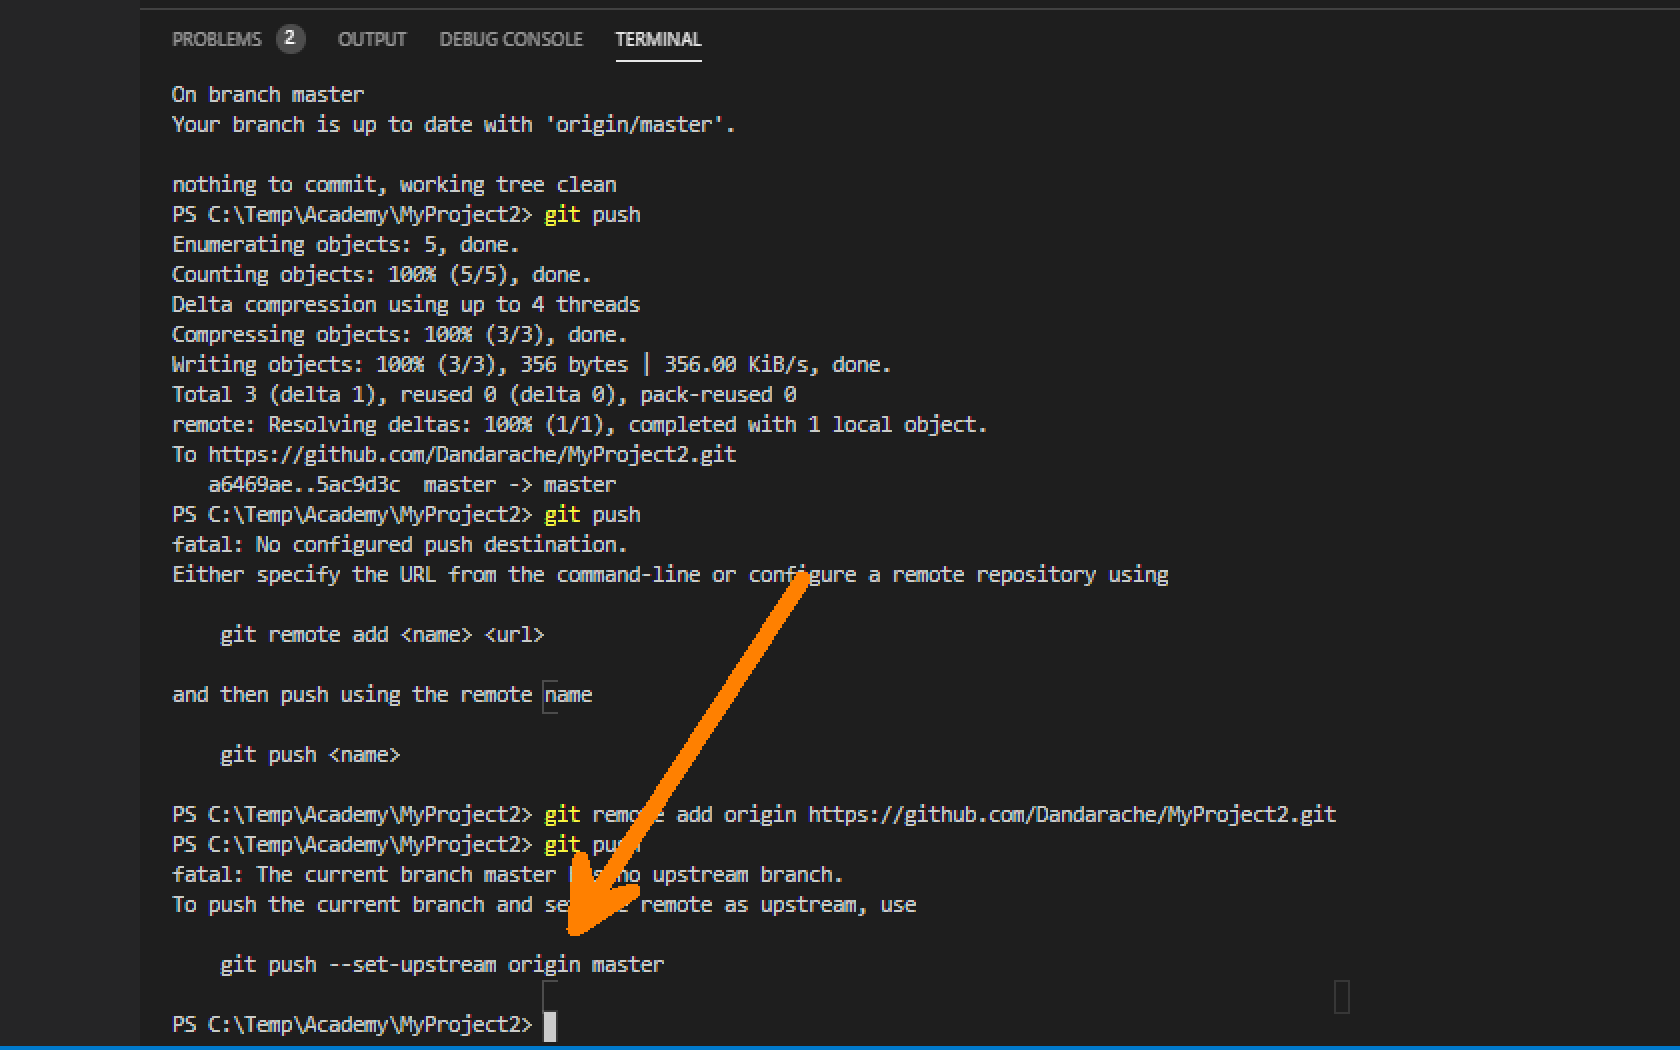 PROBLEMS 2 OUTPUT DEBUG CONSOLE TERMINAL
On branch master
Your branch is up to date with 'origin/master'.
nothing to commit, working tree clean
PS C:\Temp\Academy\MyProject2> git push
Enumerating objects: 5, done.
Counting objects: 100% (5/5), done.
Delta compression using up to 4 threads
Compressing objects: 100% (3/3), done.
Writing objects: 100% (3/3), 356 bytes | 356.00 KiB/s, done.
Total 3 (delta 1), reused 0 (delta 0), pack-reused 0
remote: Resolving deltas: 100% (1/1), completed with 1 local object.
To https://github.com/Dandarache/MyProject2.git
a6469ae..5ac9d3c  master -> master
PS C:\Temp\Academy\MyProject2> git push
fatal: No configured push destination.
Either specify the URL from the command-line or configure a remote repository using
git remote add <name> <url>
and then push using the remote name
git push <name>
PS C:\Temp\Academy\MyProject2> git remote add origin https://github.com/Dandarache/MyProject2.git
PS C:\Temp\Academy\MyProject2> git push
fatal: The current branch master no upstream branch.
To push the current branch and remote as upstream, use
git push --set-upstream origin master
PS C:\Temp\Academy\MyProject2>